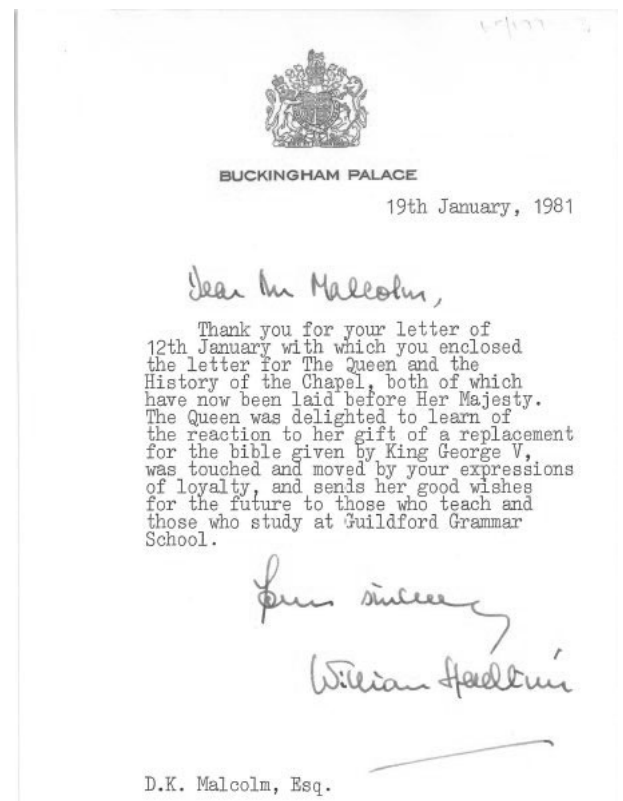 BUCKINGHAM PALACE
19th January, 1981
Dear Mr Malcolm,
Thank you for your letter of
12th January with which you enclosed
the letter for The Queen and the
History of the Chapel, both of which
have now been laid before Her Majesty.
The Queen was delighted to learn of
the reaction to her gift of a replacement
for the bible given by King George V,
was touched and moved by your expressions
of loyalty, and sends her good wishes
for the future to those who teach and
those who study at Guildford Grammar
School.
Yours sincerely
William
D.K. Malcolm, Esq.